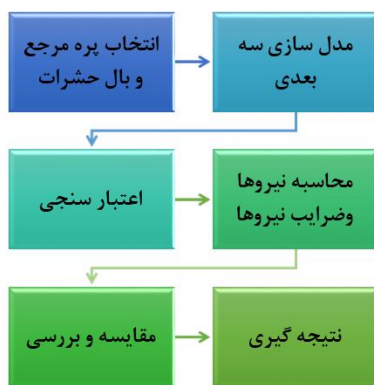 انتخاب پره مرجع
و بال حشرات
مدل سازی سه
بعدی
اعتبار سنجی
محاسبه نیروها
وضرایب نیروها
مقایسه و بررسی
نتیجه گیری